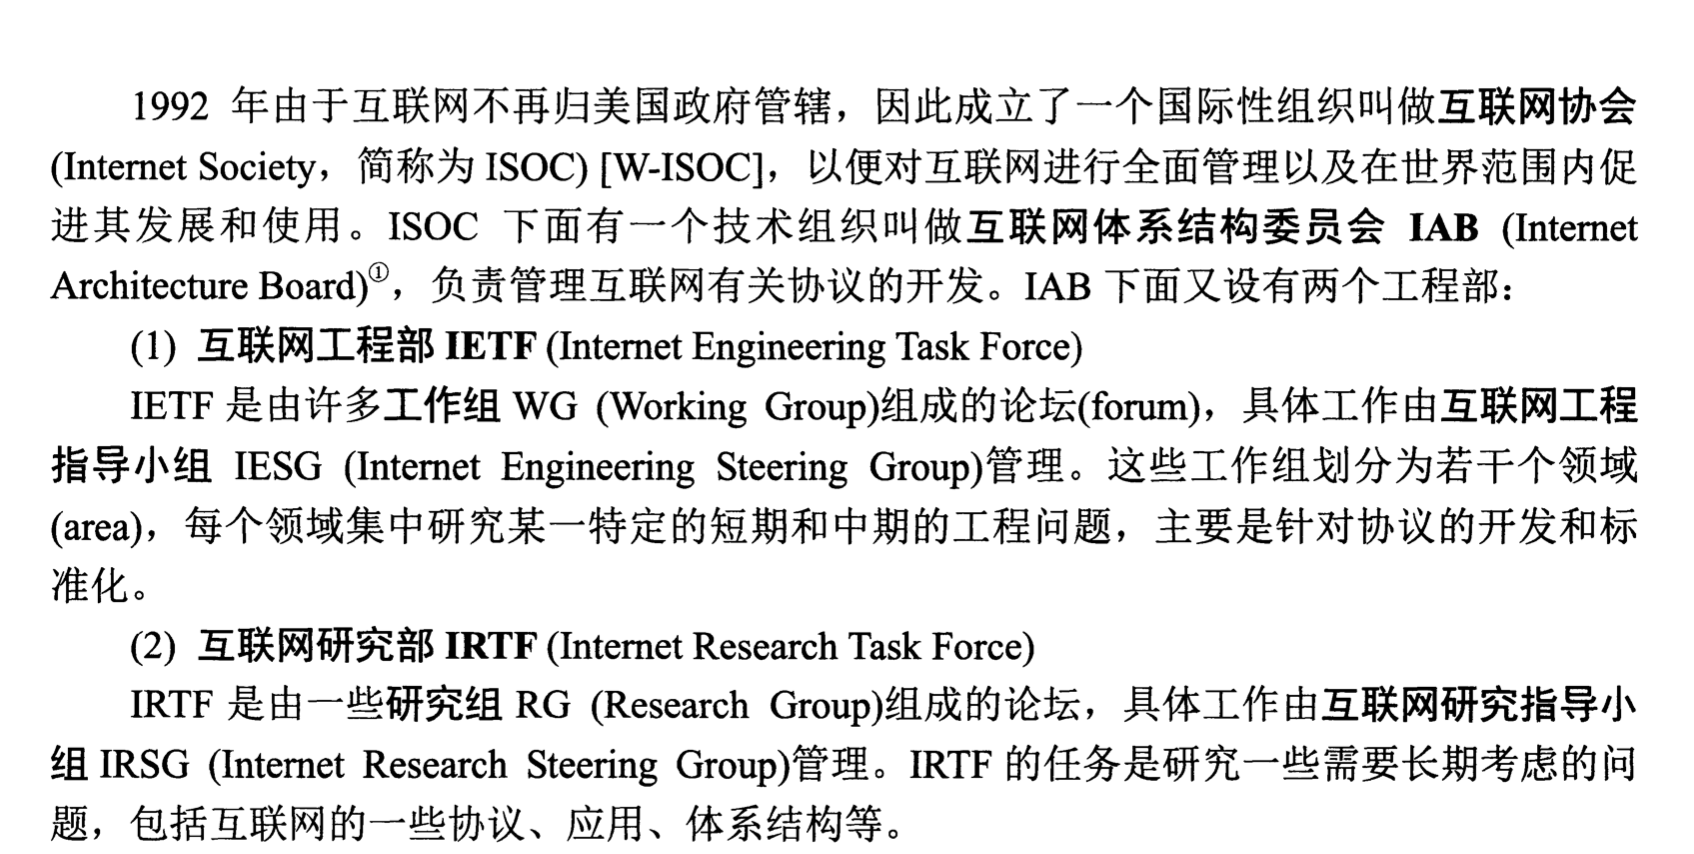 1992 年由于互联网不再归美国政府管辖，因此成立了一个国际性组织叫做互联网协会
(Internet Society，简称为 ISOC) [W-ISOC]，以便对互联网进行全面管理以及在世界范围内促
进其发展和使用。ISOC 下面有一个技术组织叫做互联网体系结构委员会 IAB (Internet
Architecture Board)①，负责管理互联网有关协议的开发。IAB 下面又设有两个工程部：
(1) 互联网工程部 IETF (Internet Engineering Task Force)
IETF 是由许多工作组 WG (Working Group)组成的论坛(forum)，具体工作由互联网工程
指导小组 IESG (Internet Engineering Steering Group)管理。这些工作组划分为若干个领域
(area)，每个领域集中研究某一特定的短期和中期的工程问题，主要是针对协议的开发和标
准化。
(2) 互联网研究部 IRTF (Internet Research Task Force)
IRTF 是由一些研究组 RG (Research Group)组成的论坛，具体工作由互联网研究指导小
组 IRSG (Internet Research Steering Group)管理。IRTF 的任务是研究一些需要长期考虑的问
题，包括互联网的一些协议、应用、体系结构等。